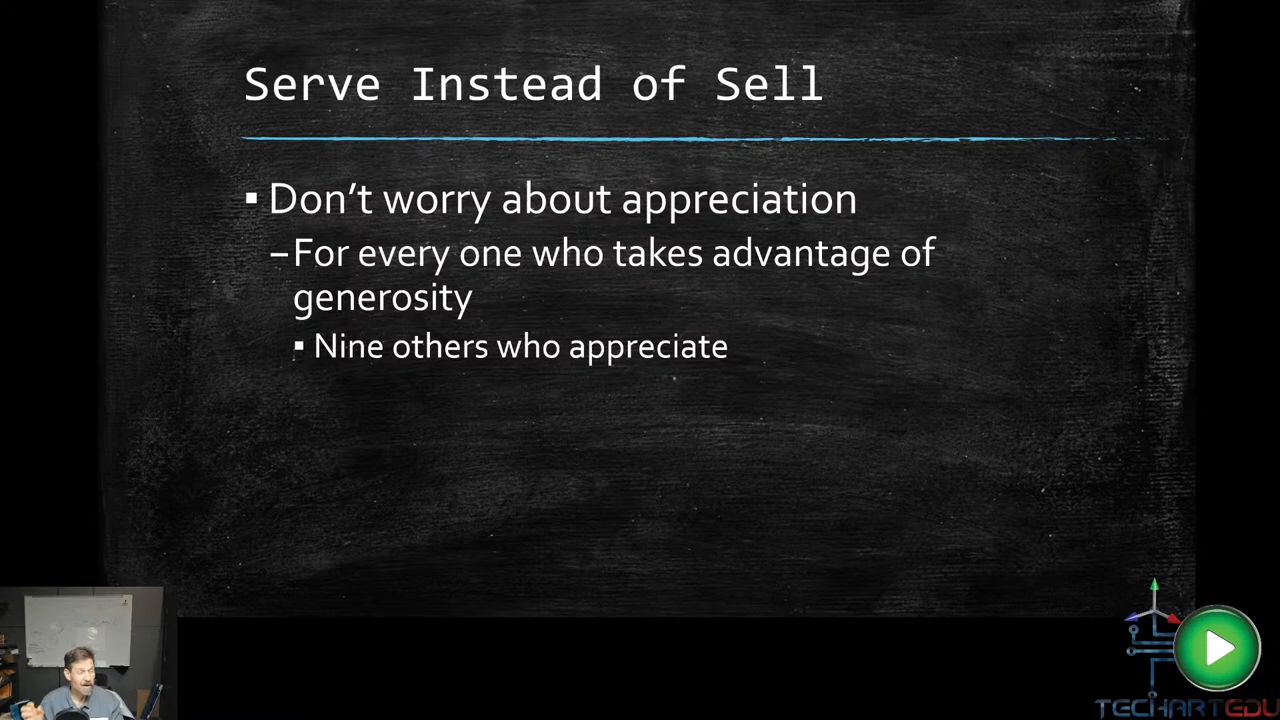 Serve Instead of Sell
▪ Don’t worry about appreciation
–For every one who takes advantage of
generosity
▪ Nine others who appreciate
TECHARTEDU